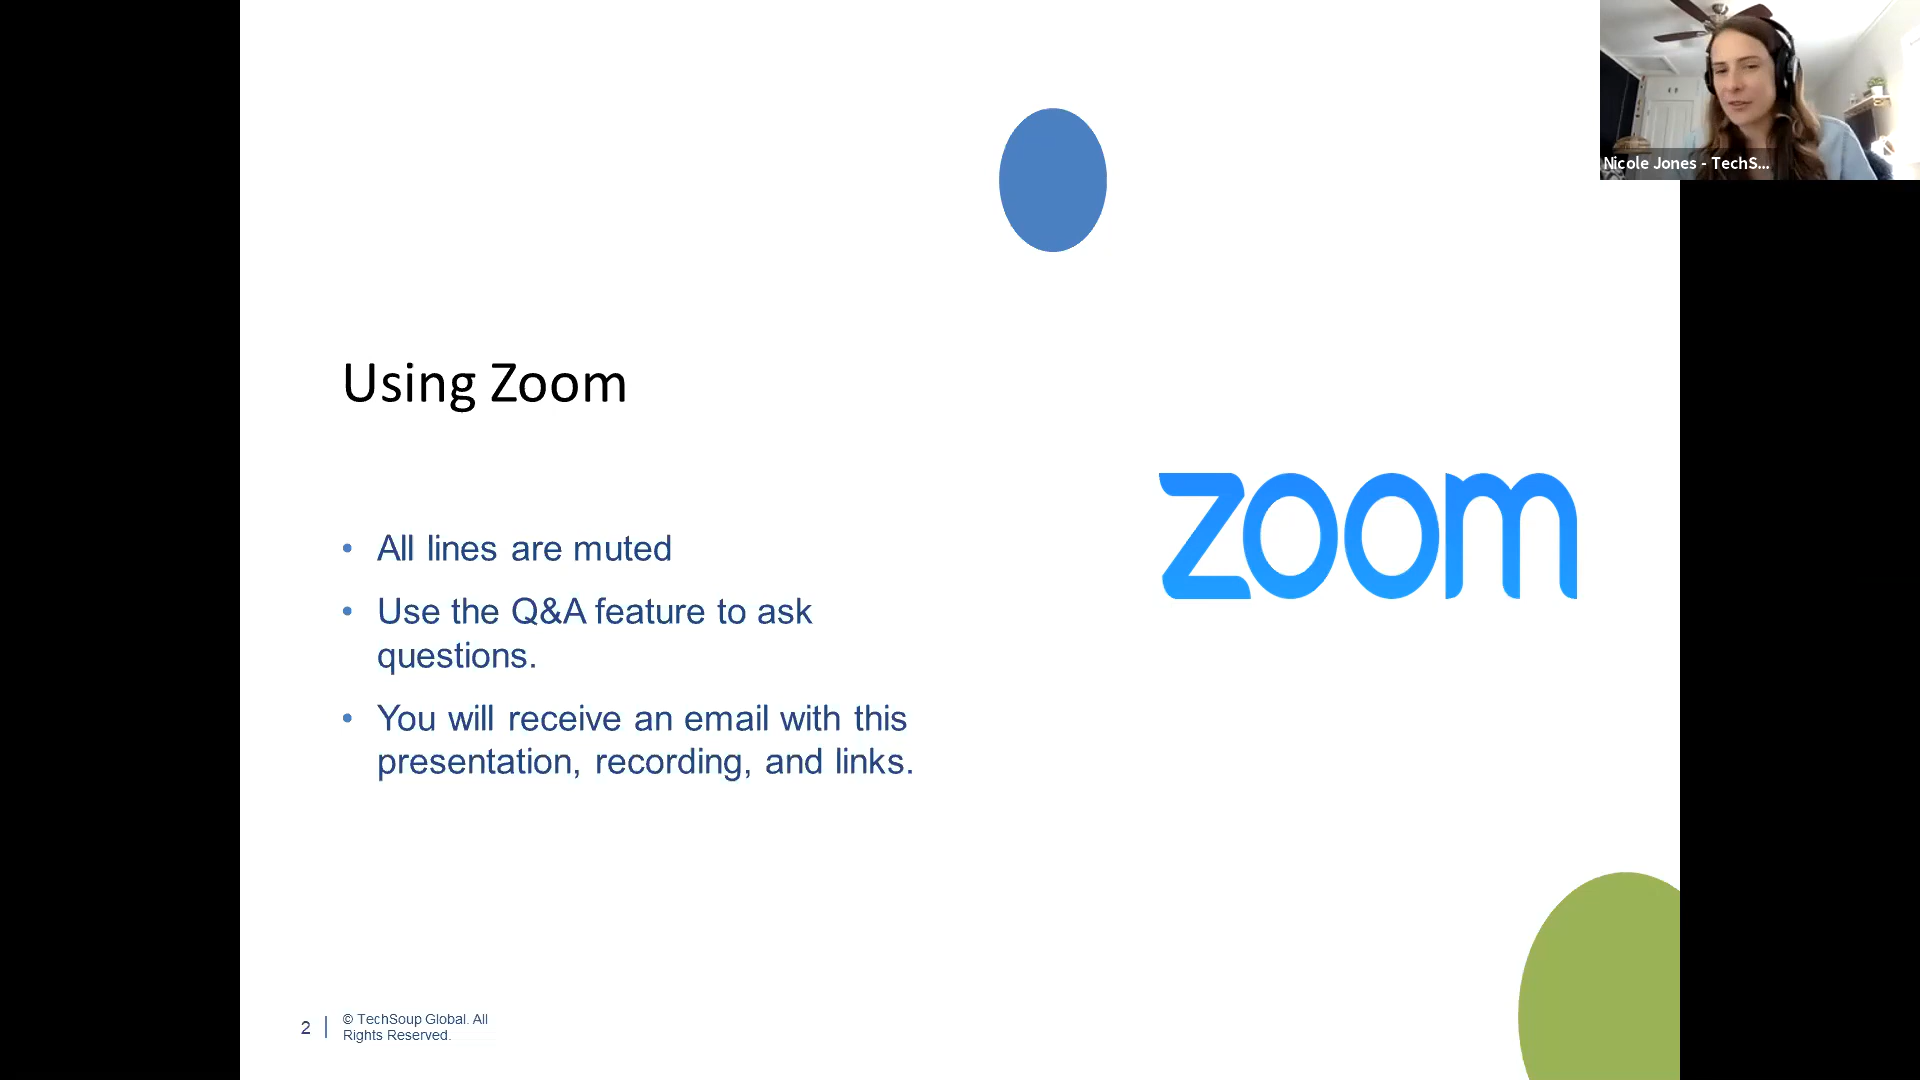 Nicole Jones - TechS...
Using Zoom
zoom
• All lines are muted
• Use the Q&A feature to ask
questions.
• You will receive an email with this
presentation, recording, and links.
2
© TechSoup Global. All
Rights Reserved.